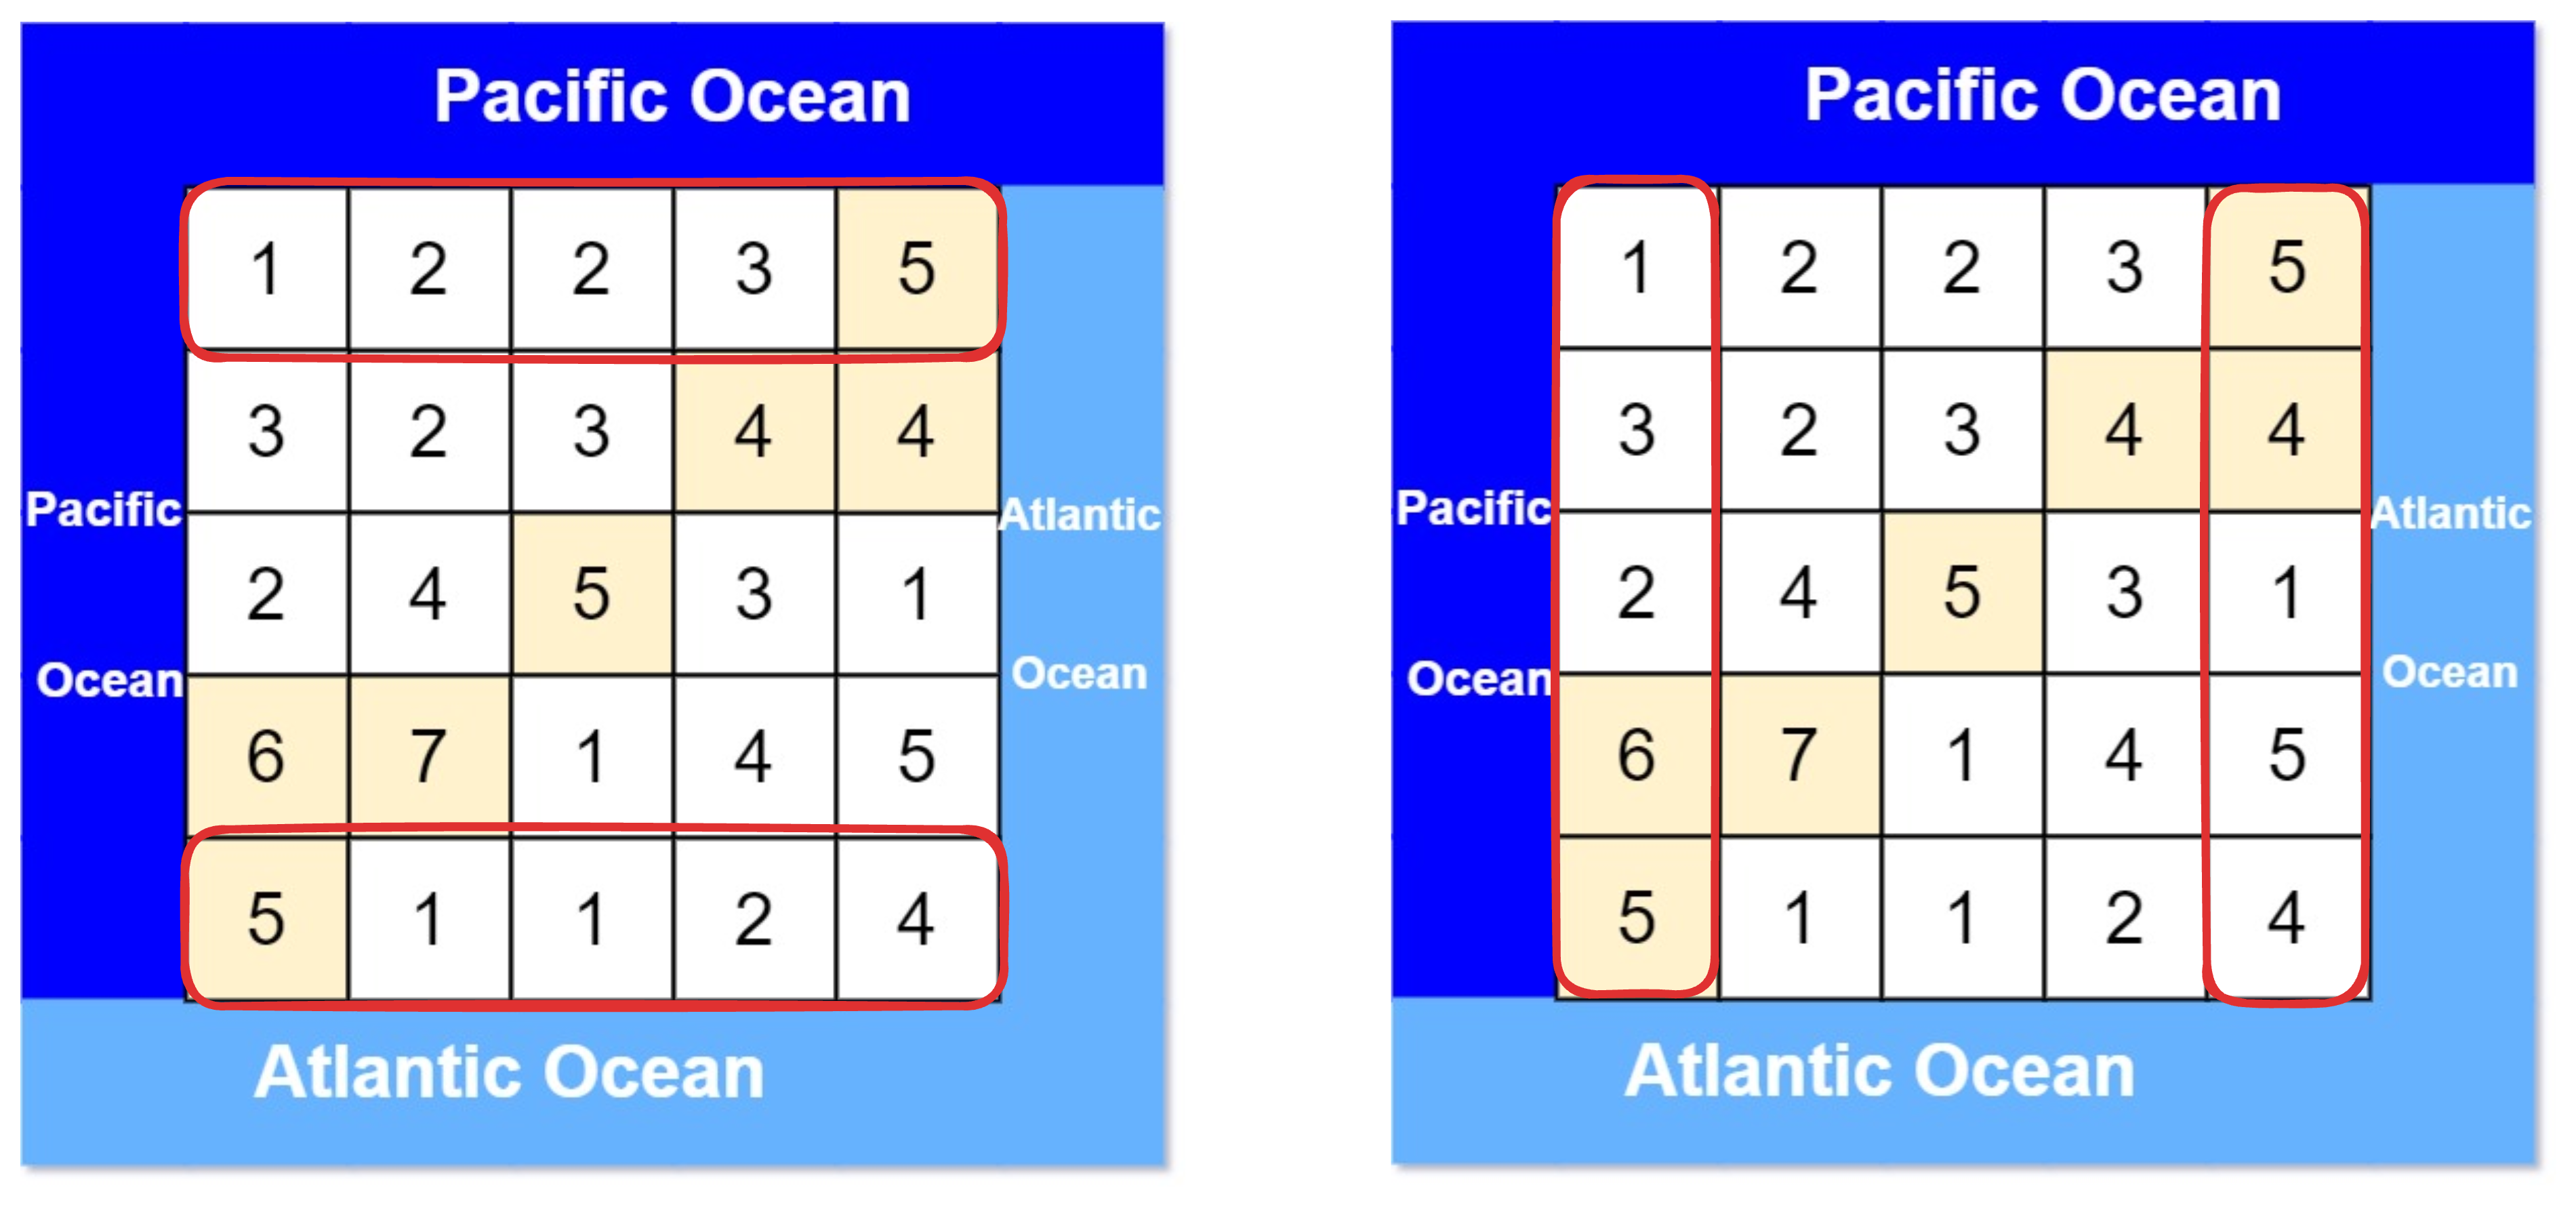 Pacific Ocean
1 2 2 3 5
3 2 3 4 4
Pacific
Atlantic
2 4 5 3 1
Ocean
Ocean
6 7 1 4 5
5 1 1 2 4
Atlantic Ocean
Pacific Ocean
1 2 2 3 5
3 2 3 4 4
Pacific
Atlantic
2 4 5 3 1
Ocean
Ocean
6 7 1 4 5
5 1 1 2 4
Atlantic Ocean